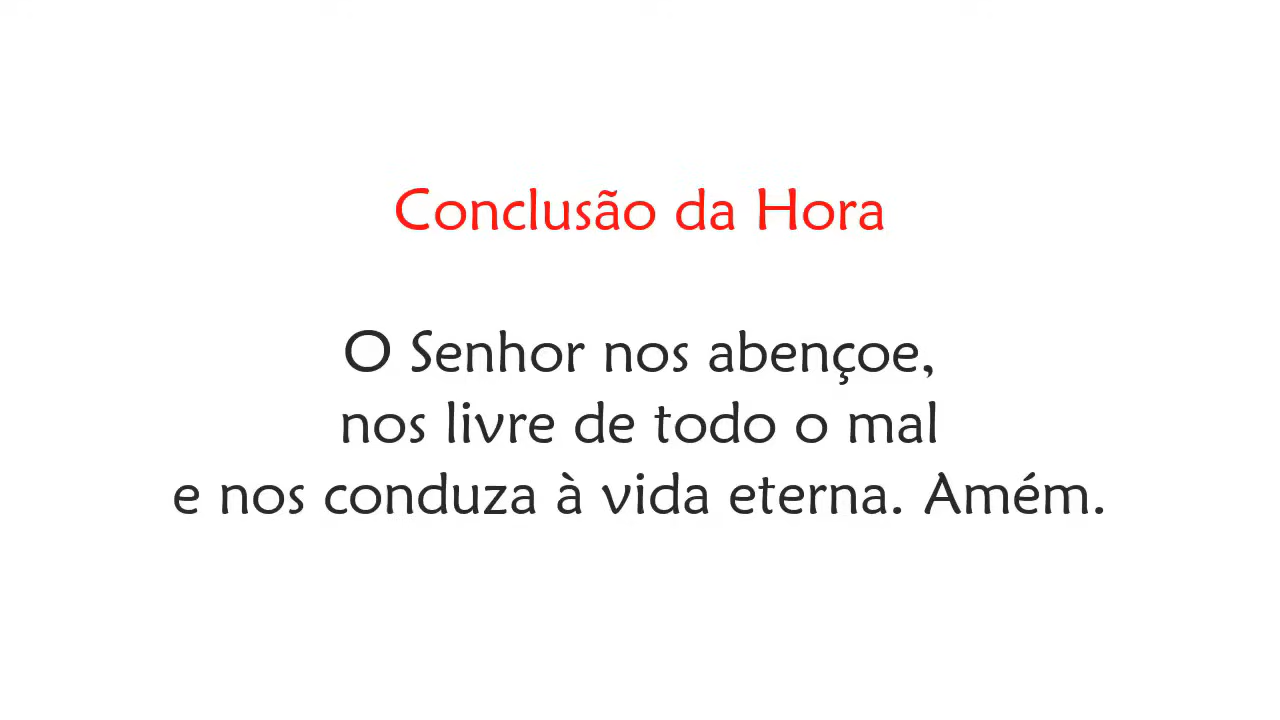 Conclusão da Hora
O Senhor nos abençoe,
nos livre de todo o mal
e nos conduza à vida eterna. Amém.